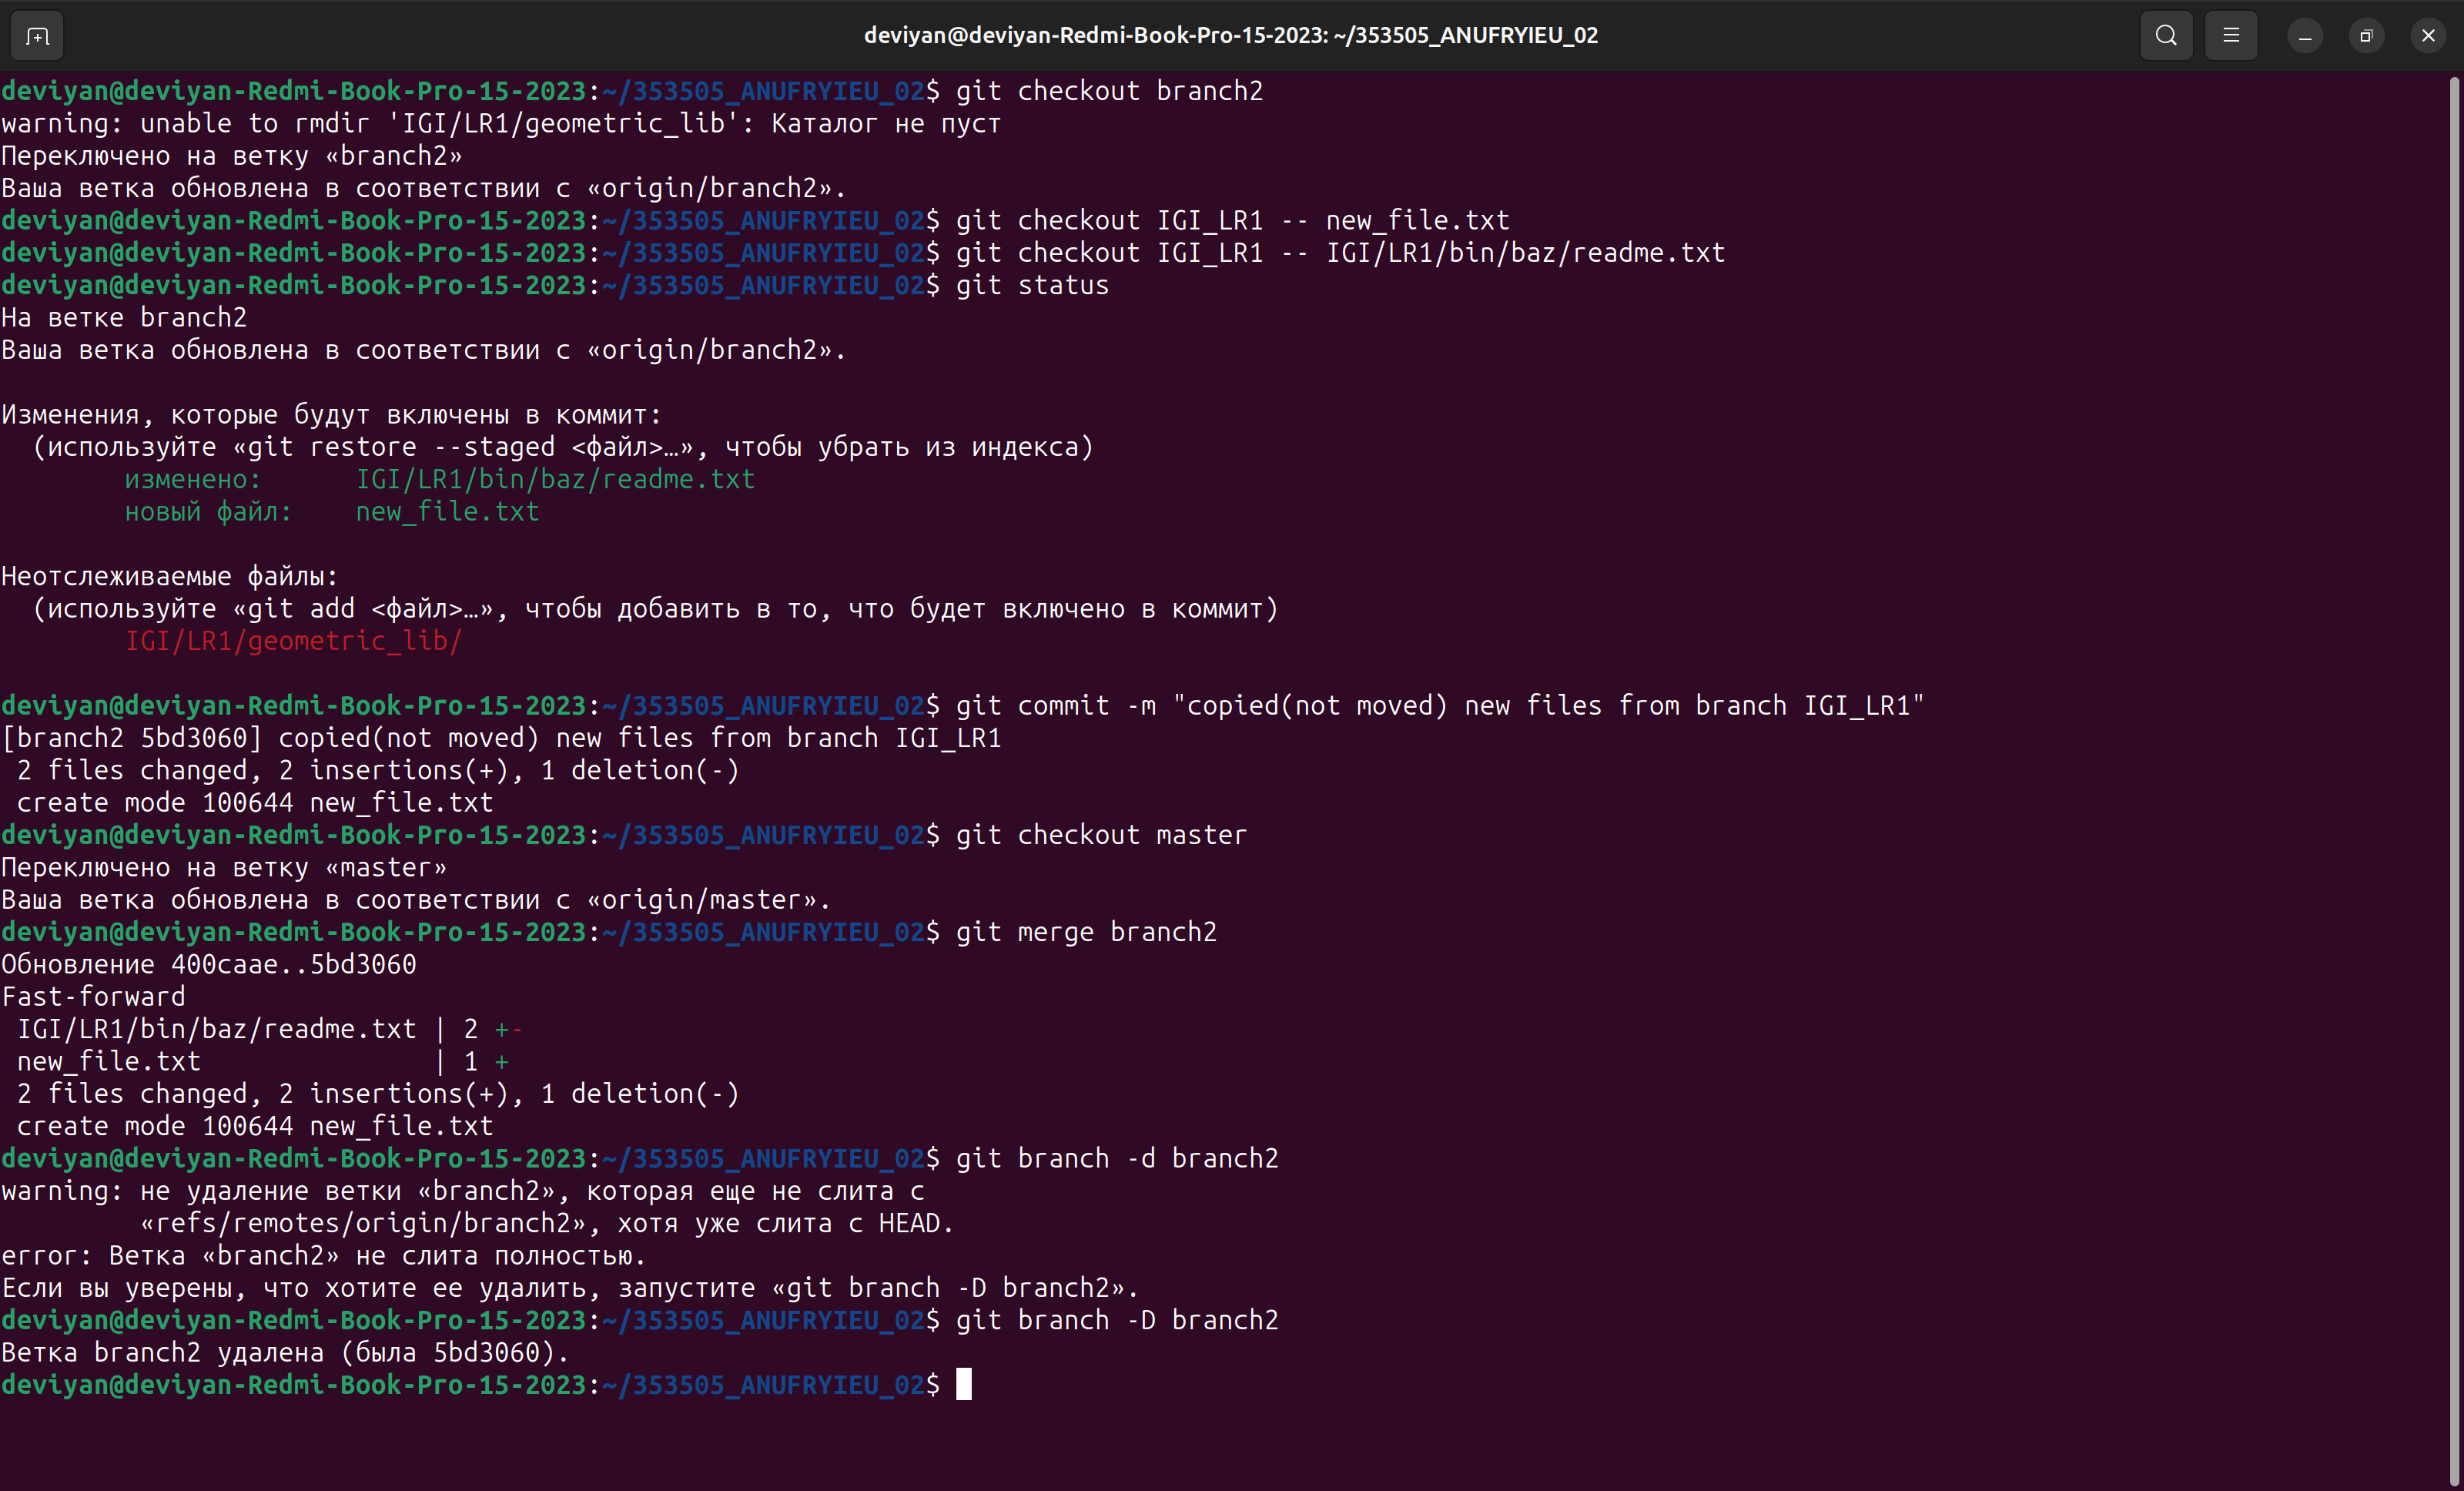 deviyan@deviyan-Redmi-Book-Pro-15-2023: ~/353505_ANUFRYIEU_02
deviyan@deviyan-Redmi-Book-Pro-15-2023:~/353505_ANUFRYIEU_02$ git checkout branch2
warning: unable to rmdir 'IGI/LR1/geometric_lib': Каталог не пуст
Переключено на ветку «branch2»
Ваша ветка обновлена в соответствии с «origin/branch2».
deviyan@deviyan-Redmi-Book-Pro-15-2023:~/353505_ANUFRYIEU_02$ git checkout IGI_LR1 -- new_file.txt
deviyan@deviyan-Redmi-Book-Pro-15-2023:~/353505_ANUFRYIEU_02$ git checkout IGI_LR1 -- IGI/LR1/bin/baz/readme.txt
deviyan@deviyan-Redmi-Book-Pro-15-2023:~/353505_ANUFRYIEU_02$ git status
На ветке branch2
Ваша ветка обновлена в соответствии с «origin/branch2».
Изменения, которые будут включены в коммит:
  (используйте «git restore --staged <файл>…», чтобы убрать из индекса)
        изменено:      IGI/LR1/bin/baz/readme.txt
        новый файл:    new_file.txt
Неотслеживаемые файлы:
  (используйте «git add <файл>…», чтобы добавить в то, что будет включено в коммит)
        IGI/LR1/geometric_lib/
deviyan@deviyan-Redmi-Book-Pro-15-2023:~/353505_ANUFRYIEU_02$ git commit -m "copied(not moved) new files from branch IGI_LR1"
[branch2 5bd3060] copied(not moved) new files from branch IGI_LR1
 2 files changed, 2 insertions(+), 1 deletion(-)
 create mode 100644 new_file.txt
deviyan@deviyan-Redmi-Book-Pro-15-2023:~/353505_ANUFRYIEU_02$ git checkout master
Переключено на ветку «master»
Ваша ветка обновлена в соответствии с «origin/master».
deviyan@deviyan-Redmi-Book-Pro-15-2023:~/353505_ANUFRYIEU_02$ git merge branch2
Обновление 400caae..5bd3060
Fast-forward
 IGI/LR1/bin/baz/readme.txt | 2 +-
 new_file.txt               | 1 +
 2 files changed, 2 insertions(+), 1 deletion(-)
 create mode 100644 new_file.txt
deviyan@deviyan-Redmi-Book-Pro-15-2023:~/353505_ANUFRYIEU_02$ git branch -d branch2
warning: не удаление ветки «branch2», которая еще не слита с
         «refs/remotes/origin/branch2», хотя уже слита с HEAD.
error: Ветка «branch2» не слита полностью.
Если вы уверены, что хотите ее удалить, запустите «git branch -D branch2».
deviyan@deviyan-Redmi-Book-Pro-15-2023:~/353505_ANUFRYIEU_02$ git branch -D branch2
Ветка branch2 удалена (была 5bd3060).
deviyan@deviyan-Redmi-Book-Pro-15-2023:~/353505_ANUFRYIEU_02$